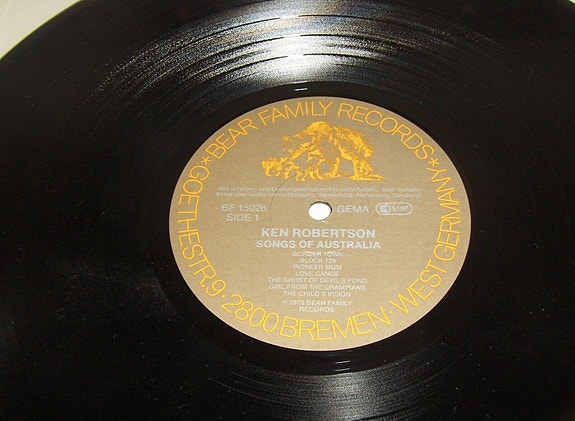 *BEAR FAMILY RECORDS*
GOETHESTR.9·2800 BREMEN·WEST GERMANY
BF 15026
SIDE 1
GEMA
LC 5197
KEN ROBERTSON
SONGS OF AUSTRALIA
BORDER TOWN
BLOCK 129
PIONEER MUM
LOVE CANOE
THE GHOST OF DEVIL'S POND
GIRL FROM THE GRAMPIANS
THE CHILD'S VISION
℗ 1979 BEAR FAMILY
RECORDS